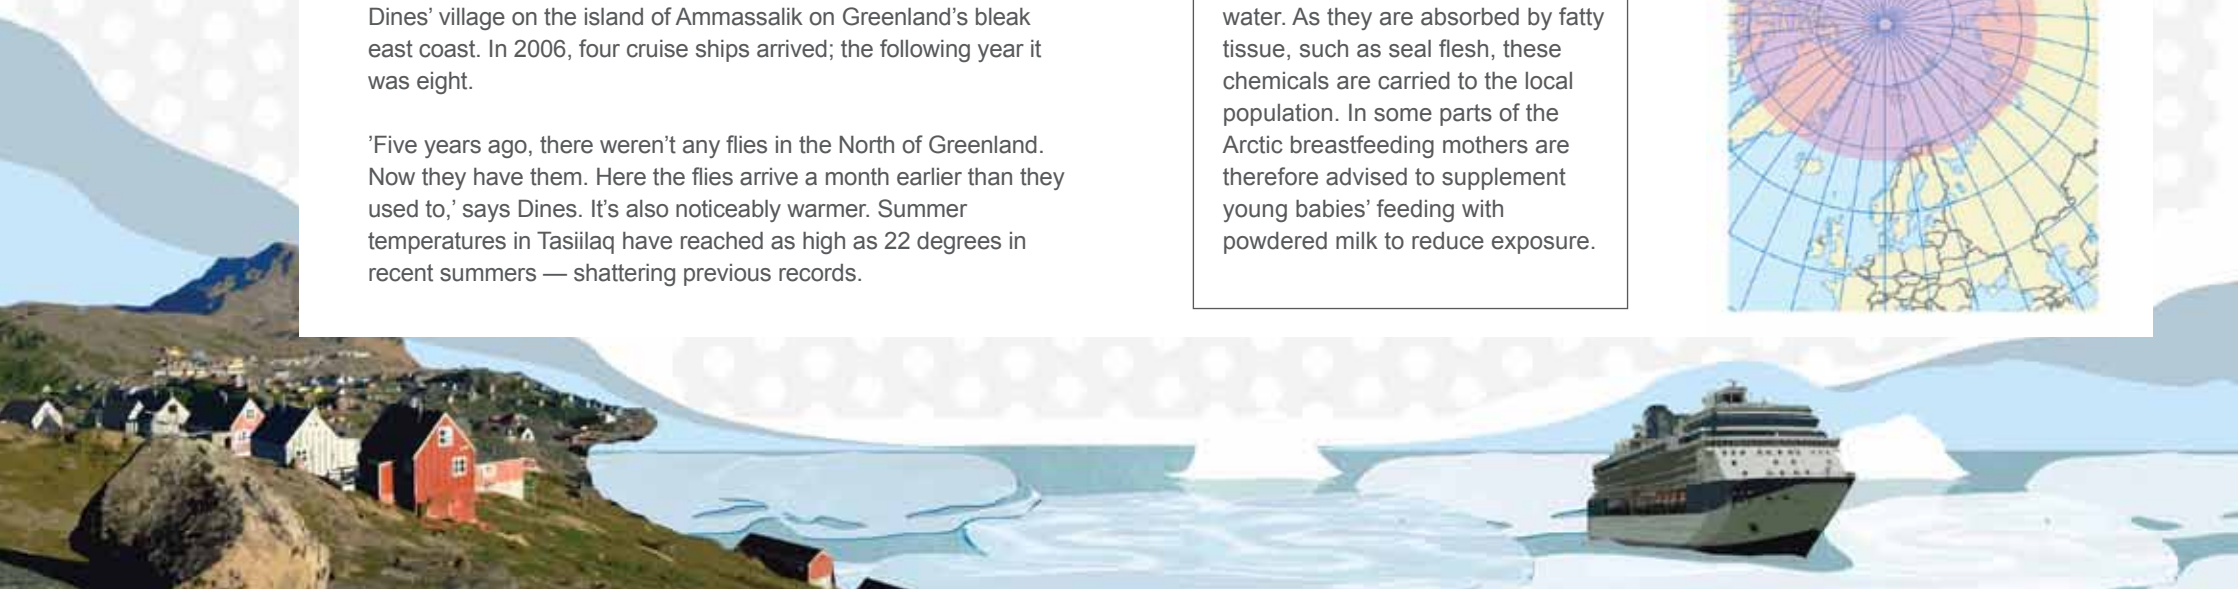 Dines’ village on the island of Ammassalik on Greenland’s bleak
east coast. In 2006, four cruise ships arrived; the following year it
was eight.
’Five years ago, there weren’t any flies in the North of Greenland.
Now they have them. Here the flies arrive a month earlier than they
used to,’ says Dines. It’s also noticeably warmer. Summer
temperatures in Tasiilaq have reached as high as 22 degrees in
recent summers — shattering previous records.
water. As they are absorbed by fatty
tissue, such as seal flesh, these
chemicals are carried to the local
population. In some parts of the
Arctic breastfeeding mothers are
therefore advised to supplement
young babies’ feeding with
powdered milk to reduce exposure.